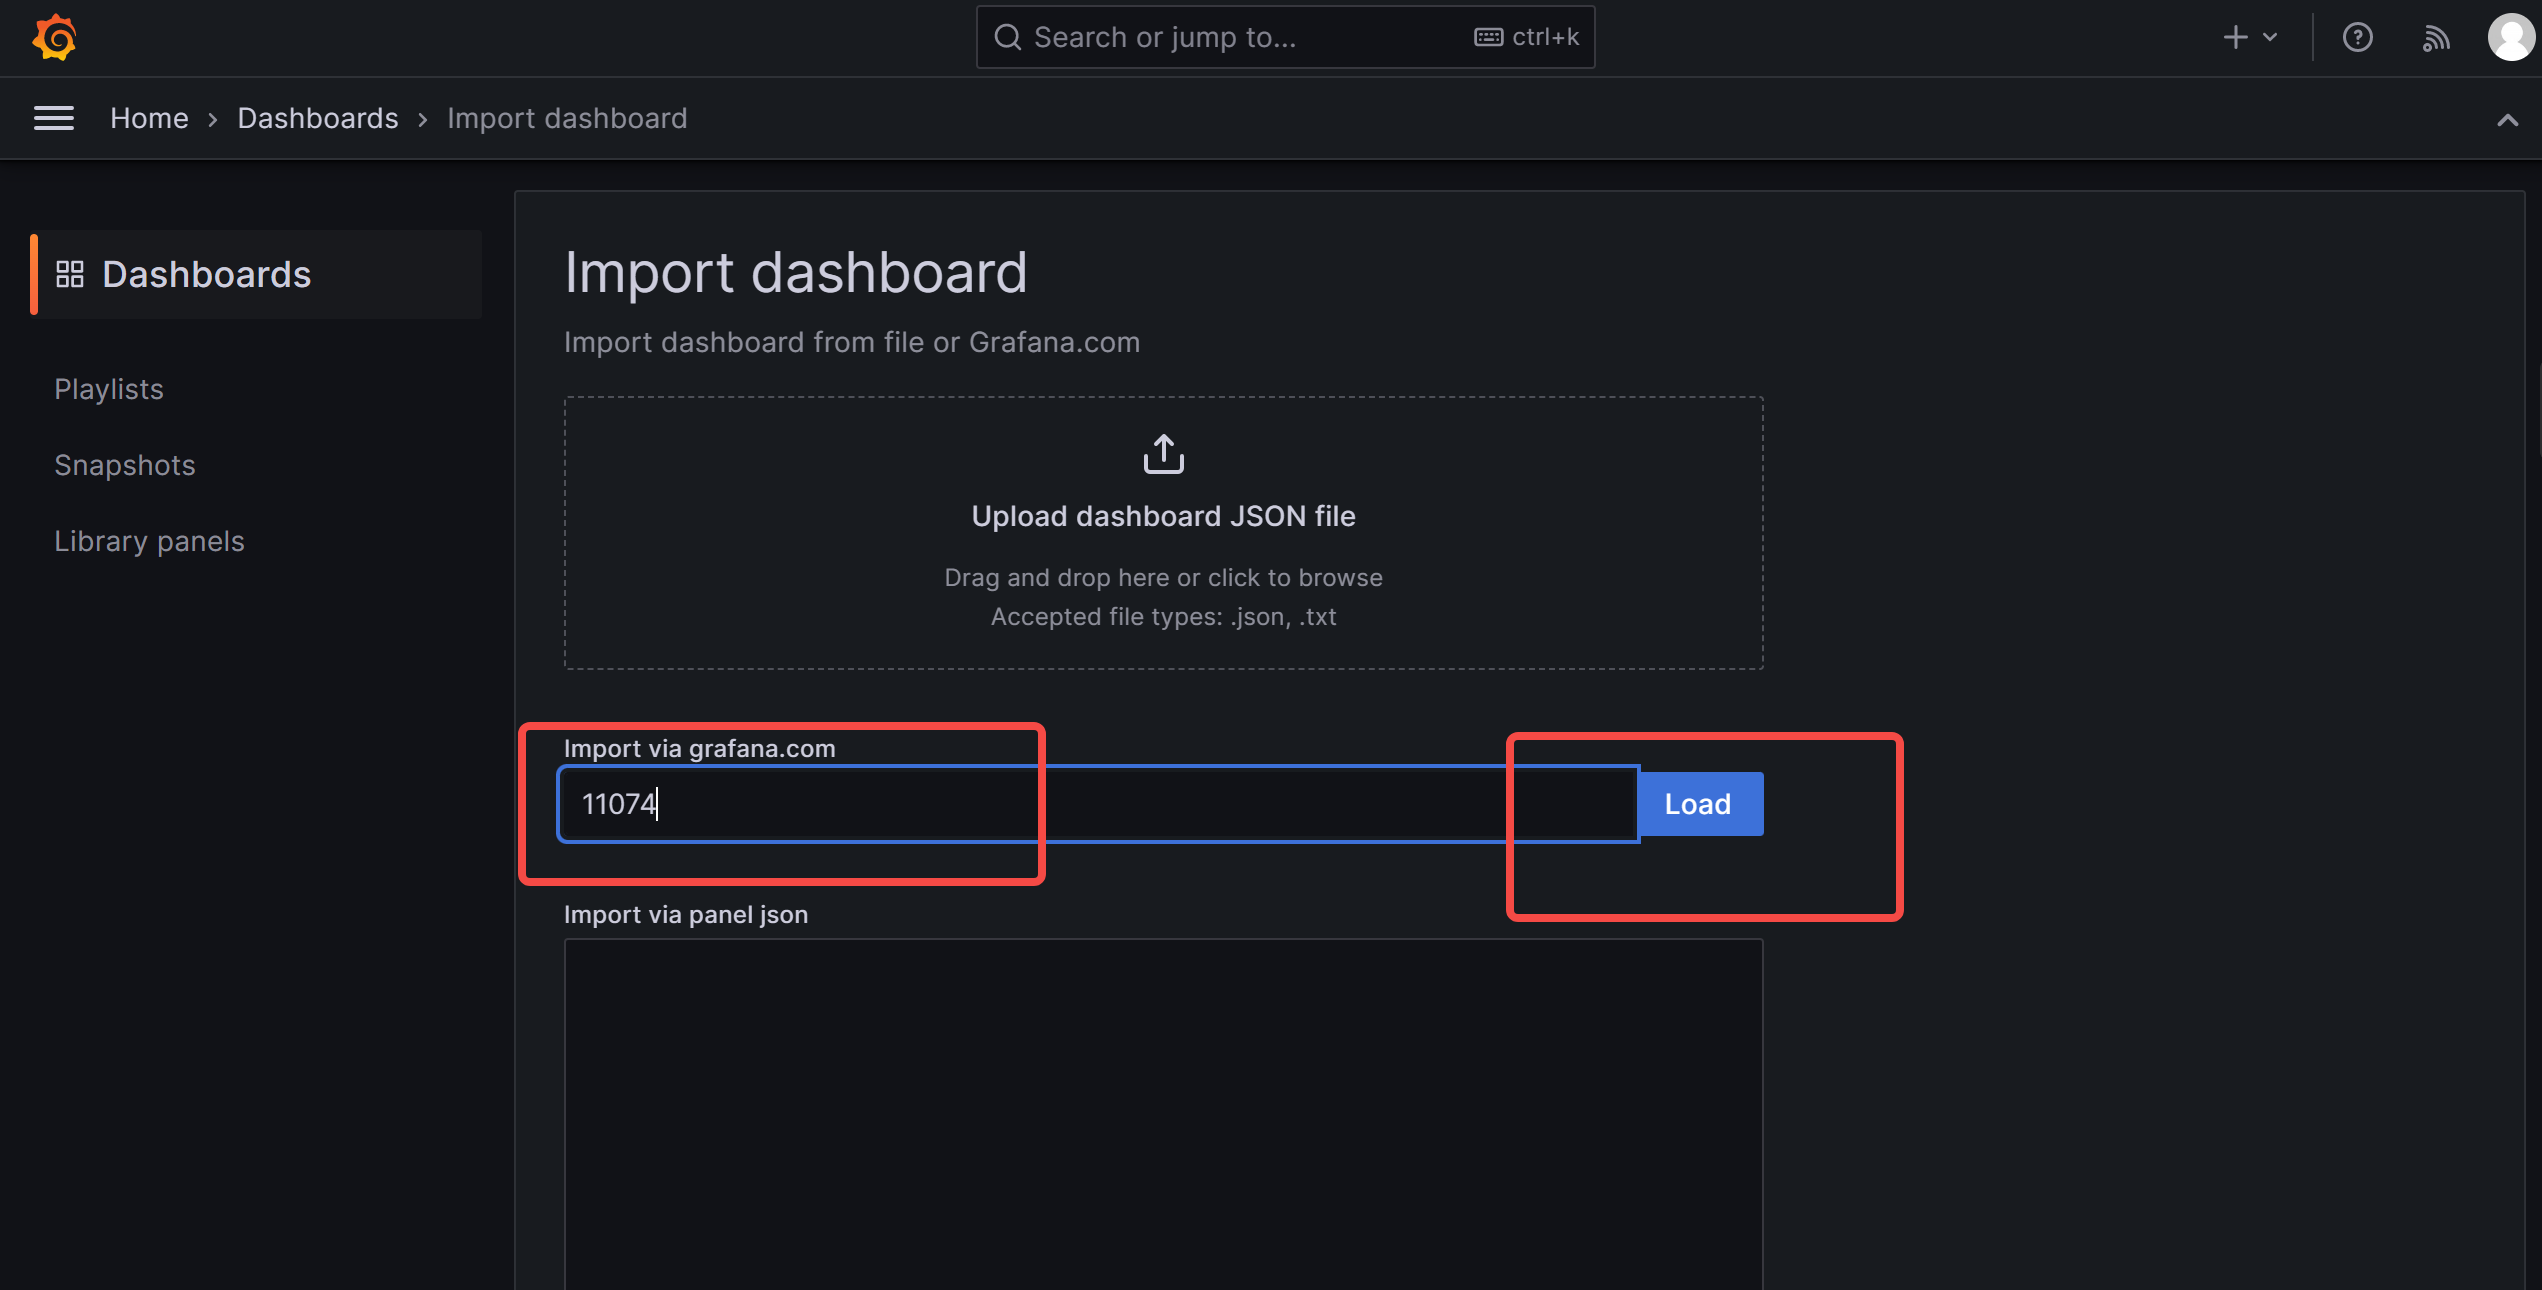 Search or jump to...
ctrl+k
Home › Dashboards › Import dashboard
Dashboards
Playlists
Snapshots
Library panels
Import dashboard
Import dashboard from file or Grafana.com
Upload dashboard JSON file
Drag and drop here or click to browse
Accepted file types: .json, .txt
Import via grafana.com
11074
Load
Import via panel json